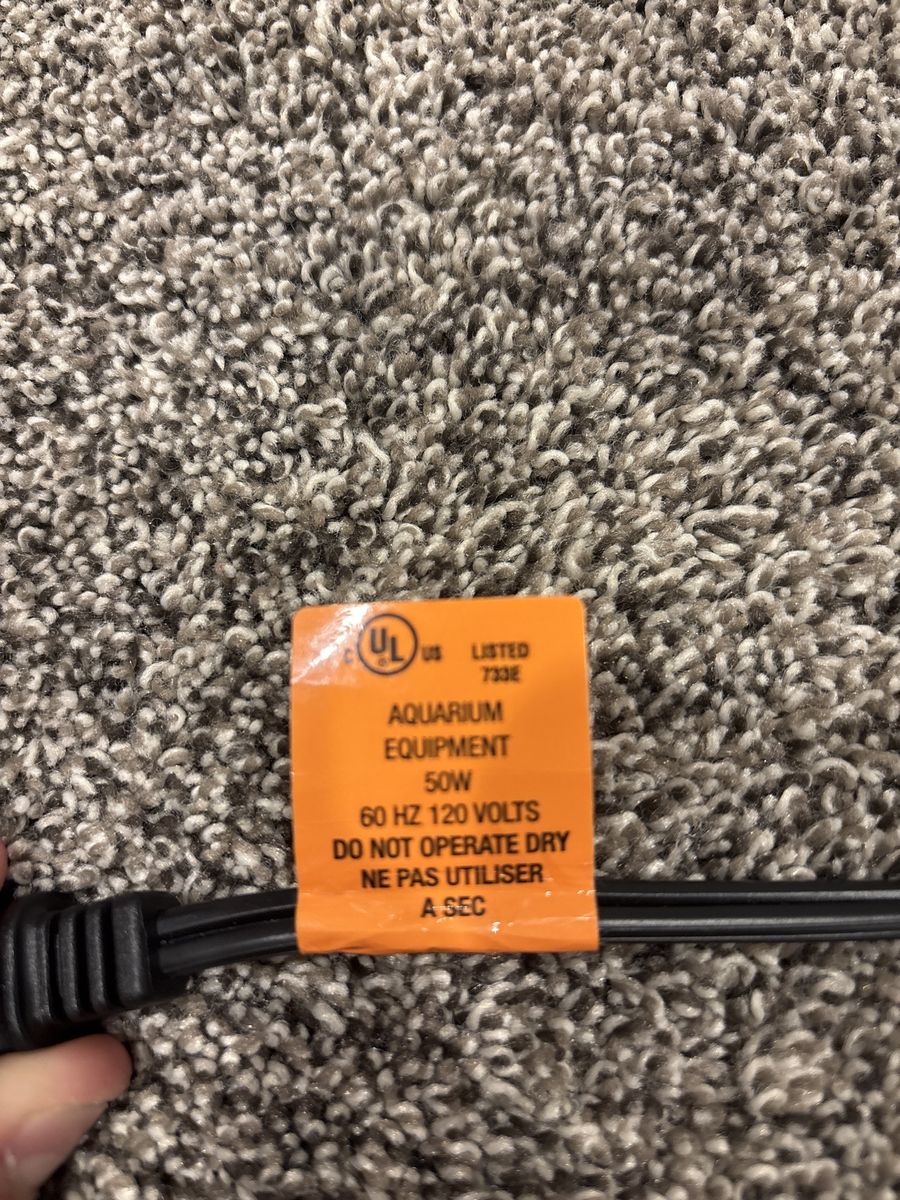 C UL US LISTED
733E
AQUARIUM
EQUIPMENT
50W
60 HZ 120 VOLTS
DO NOT OPERATE DRY
NE PAS UTILISER
A SEC